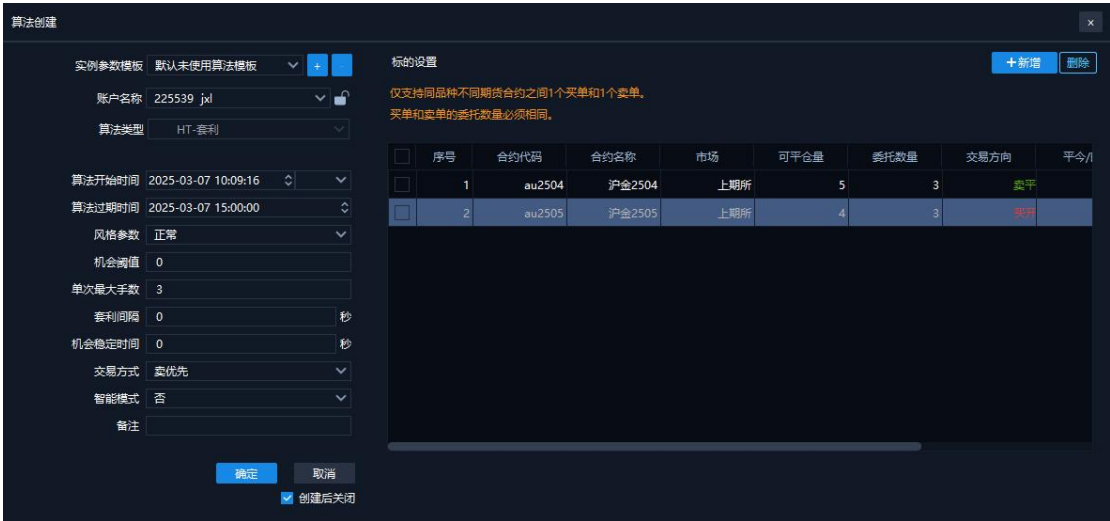 算法创建
×
实例参数模板 默认未使用算法模板 + -
账户名称 225539 jxl
算法类型 HT-套利
算法开始时间 2025-03-07 10:09:16
算法过期时间 2025-03-07 15:00:00
风格参数 正常
机会阈值 0
单次最大手数 3
套利间隔 0 秒
机会稳定时间 0 秒
交易方式 卖优先
智能模式 否
备注
确定 取消
创建后关闭
标的设置 +新增 删除
仅支持同品种不同期货合约之间1个买单和1个卖单。
买单和卖单的委托数量必须相同。
序号 合约代码 合约名称 市场 可平仓量 委托数量 交易方向 平今/
1 au2504 沪金2504 上期所 5 3 卖平
2 au2505 沪金2505 上期所 4 3 买开